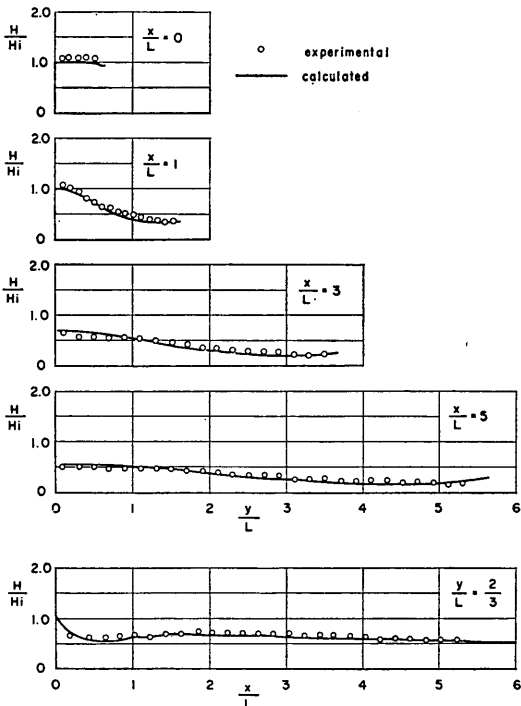 H/Hi
2.0
1.0
0
x/L = 0
experimental
calculated
H/Hi
2.0
1.0
0
x/L = 1
H/Hi
2.0
1.0
0
x/L = 3
H/Hi
2.0
1.0
0
x/L = 5
0 1 2 3 4 5 6
y/L
H/Hi
2.0
1.0
0
y/L = 2/3
0 1 2 3 4 5 6
x/L